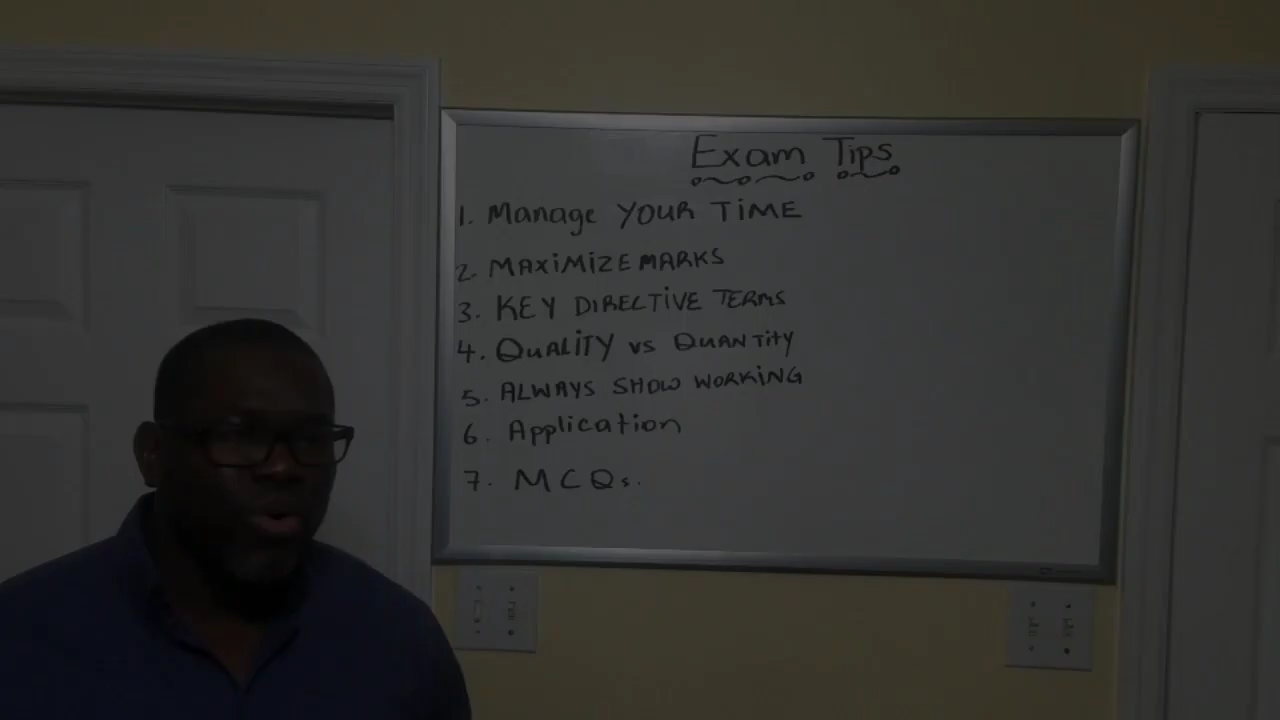 Exam Tips
1. Manage YOUR TiME
2. MAXiMiZE MARKS
3. KEY DIRECTIVE TERMS
4. QuALiTY vs QUANTiTy
5. ALWAYS SHOW WORKiNG
6. Application
7. MCQs.